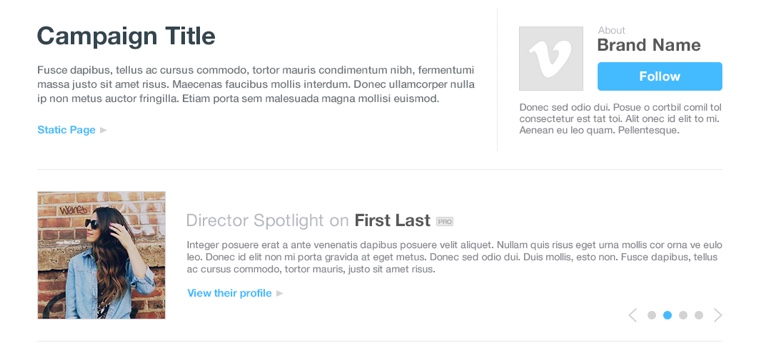 Campaign Title
Fusce dapibus, tellus ac cursus commodo, tortor mauris condimentum nibh, fermentumi
massa justo sit amet risus. Maecenas faucibus mollis interdum. Donec ullamcorper nulla
ip non metus auctor fringilla. Etiam porta sem malesuada magna mollisi euismod.
Static Page
About
Brand Name
Follow
Donec sed odio dui. Posue o cortbil comil tol
consectetur est tat toi. Alit onec id elit to mi.
Aenean eu leo quam. Pellentesque.
Director Spotlight on First Last PRO
Integer posuere erat a ante venenatis dapibus posuere velit aliquet. Nullam quis risus eget urna mollis cor orna ve eulo
leo. Donec id elit non mi porta gravida at eget metus. Donec sed odio dui. Duis mollis, esto non. Fusce dapibus, tellus
ac cursus commodo, tortor mauris, justo sit amet risus.
View their profile